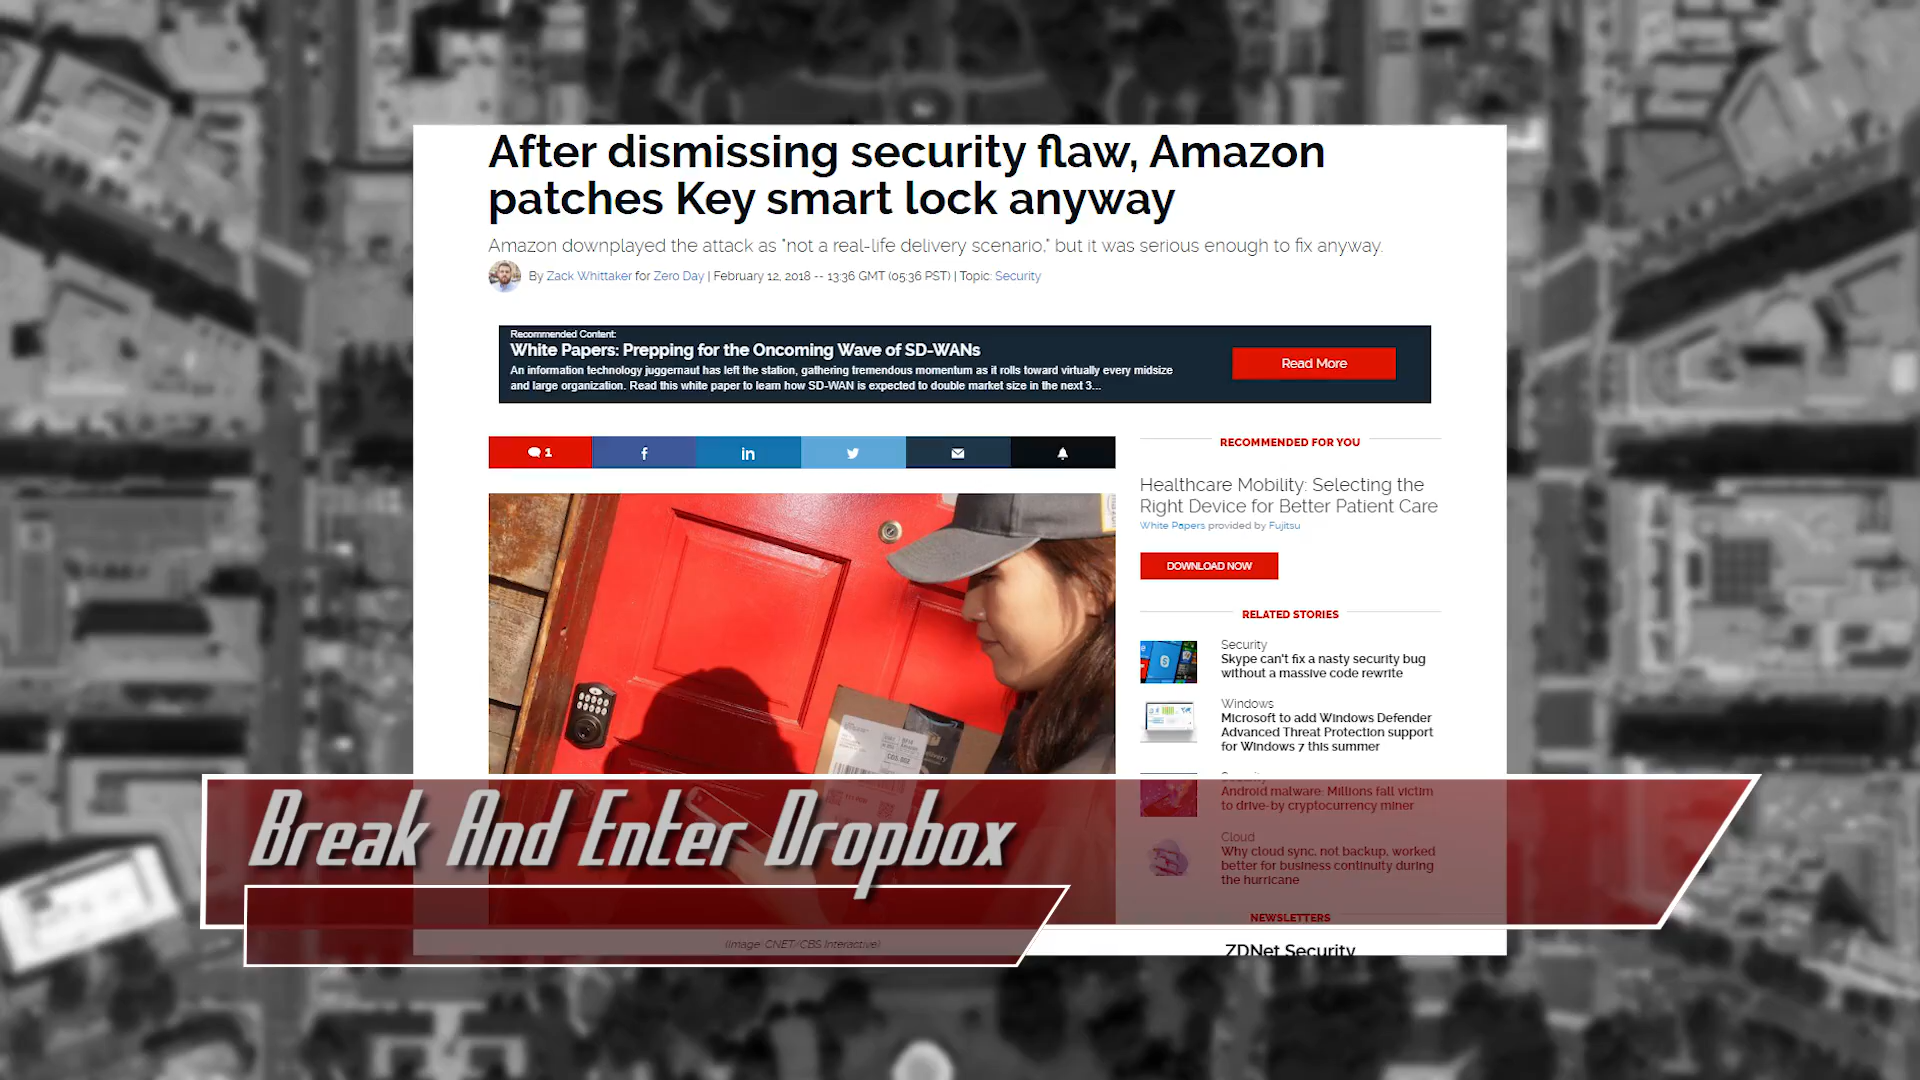 After dismissing security flaw, Amazon
patches Key smart lock anyway
Amazon downplayed the attack as "not a real-life delivery scenario," but it was serious enough to fix anyway.
By Zack Whittaker for Zero Day | February 12, 2018 -- 13:36 GMT (05:36 PST) | Topic: Security
Recommended Content:
White Papers: Prepping for the Oncoming Wave of SD-WANs
An information technology juggernaut has left the station, gathering tremendous momentum as it rolls toward virtually every midsize
and large organization. Read this white paper to learn how SD-WAN is expected to double market size in the next 3...
Read More
1
f
in
RECOMMENDED FOR YOU
Healthcare Mobility: Selecting the
Right Device for Better Patient Care
White Papers provided by Fujitsu
DOWNLOAD NOW
RELATED STORIES
Security
Skype can't fix a nasty security bug
without a massive code rewrite
Windows
Microsoft to add Windows Defender
Advanced Threat Protection support
for Windows 7 this summer
Security
Android malware: Millions fall victim
to drive-by cryptocurrency miner
Cloud
Why cloud sync, not backup, worked
better for business continuity during
the hurricane
NEWSLETTERS
ZDNet Security
Break And Enter Dropbox
(Image: CNET/CBS Interactive)